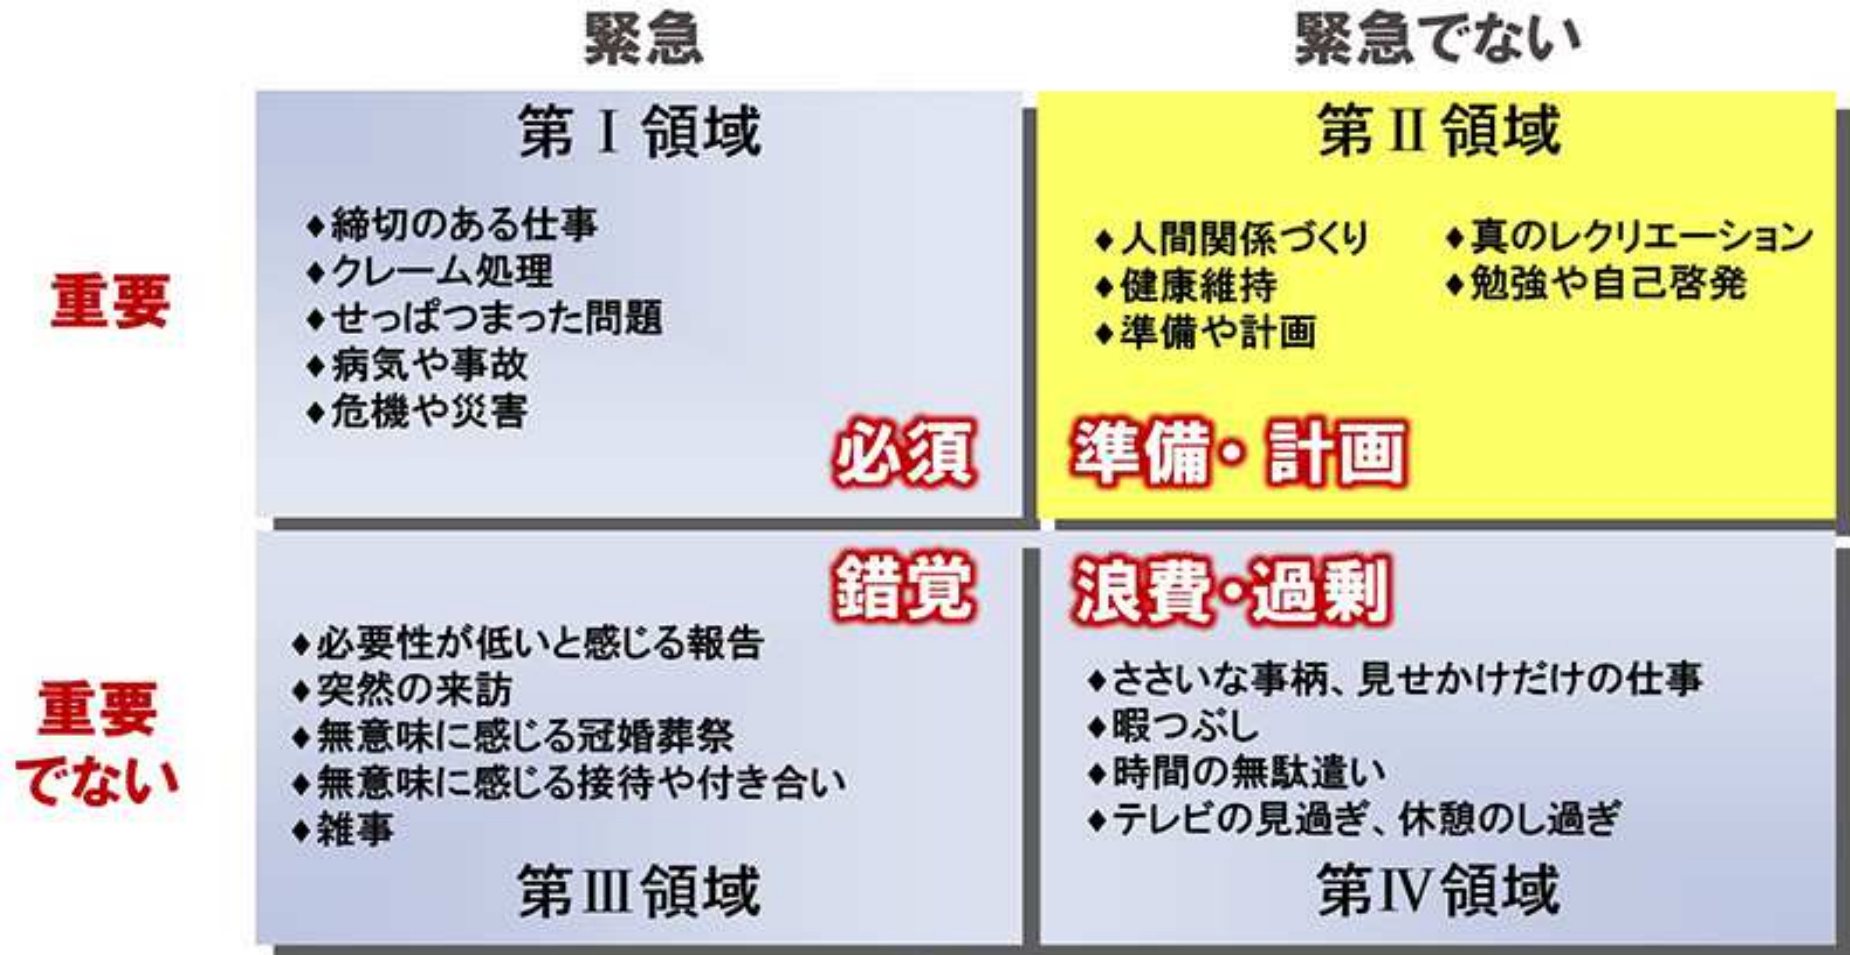 緊急
緊急でない
重要
第Ⅰ領域
♦締切のある仕事
♦クレーム処理
♦せっぱつまった問題
♦病気や事故
♦危機や災害
必須
第Ⅱ領域
♦人間関係づくり
♦健康維持
♦準備や計画
♦真のレクリエーション
♦勉強や自己啓発
準備・計画
重要
でない
錯覚
♦必要性が低いと感じる報告
♦突然の来訪
♦無意味に感じる冠婚葬祭
♦無意味に感じる接待や付き合い
♦雑事
第Ⅲ領域
浪費・過剰
♦ささいな事柄、見せかけだけの仕事
♦暇つぶし
♦時間の無駄遣い
♦テレビの見過ぎ、休憩のし過ぎ
第Ⅳ領域